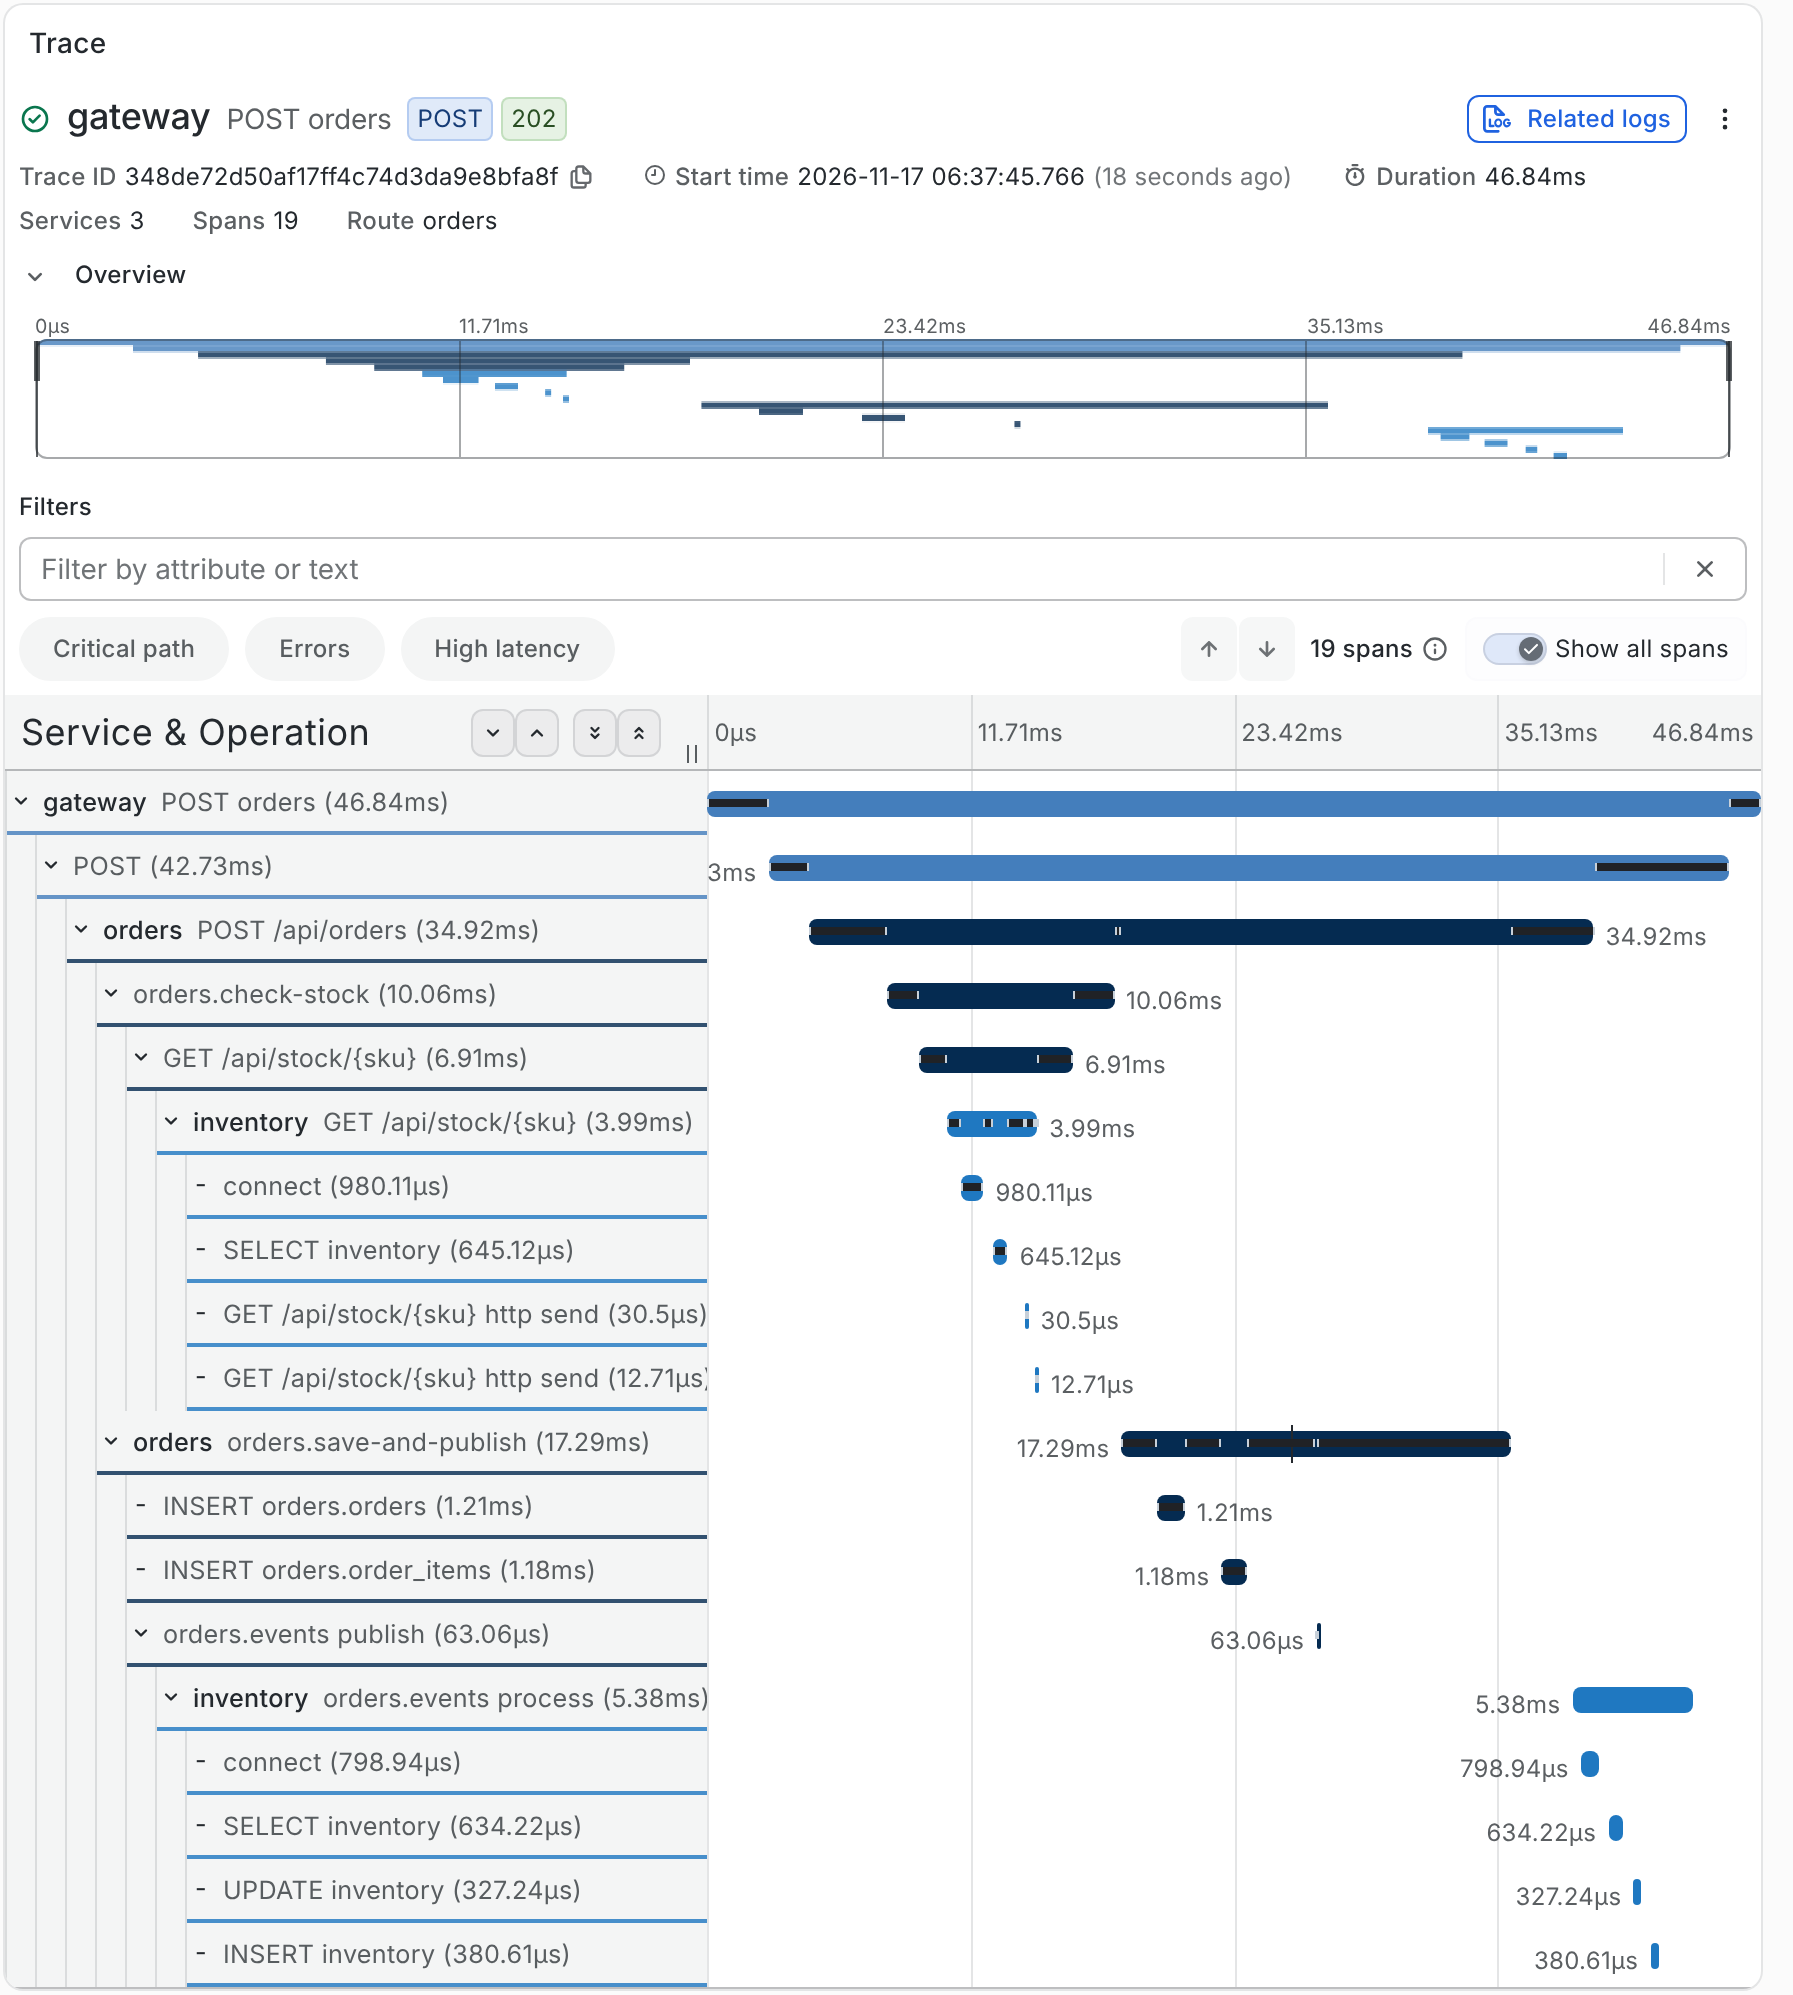 Trace
gateway POST orders POST 202 Related logs
Trace ID 348de72d50af17ff4c74d3da9e8bfa8f Start time 2026-11-17 06:37:45.766 (18 seconds ago) Duration 46.84ms
Services 3 Spans 19 Route orders
Overview
0μs 11.71ms 23.42ms 35.13ms 46.84ms
Filters
Filter by attribute or text
Critical path Errors High latency 19 spans Show all spans
Service & Operation 0μs 11.71ms 23.42ms 35.13ms 46.84ms
gateway POST orders (46.84ms)
POST (42.73ms) 3ms
orders POST /api/orders (34.92ms) 34.92ms
orders.check-stock (10.06ms) 10.06ms
GET /api/stock/{sku} (6.91ms) 6.91ms
inventory GET /api/stock/{sku} (3.99ms) 3.99ms
- connect (980.11μs) 980.11μs
- SELECT inventory (645.12μs) 645.12μs
- GET /api/stock/{sku} http send (30.5μs) 30.5μs
- GET /api/stock/{sku} http send (12.71μs) 12.71μs
orders orders.save-and-publish (17.29ms) 17.29ms
- INSERT orders.orders (1.21ms) 1.21ms
- INSERT orders.order_items (1.18ms) 1.18ms
orders.events publish (63.06μs) 63.06μs
inventory orders.events process (5.38ms) 5.38ms
- connect (798.94μs) 798.94μs
- SELECT inventory (634.22μs) 634.22μs
- UPDATE inventory (327.24μs) 327.24μs
- INSERT inventory (380.61μs) 380.61μs